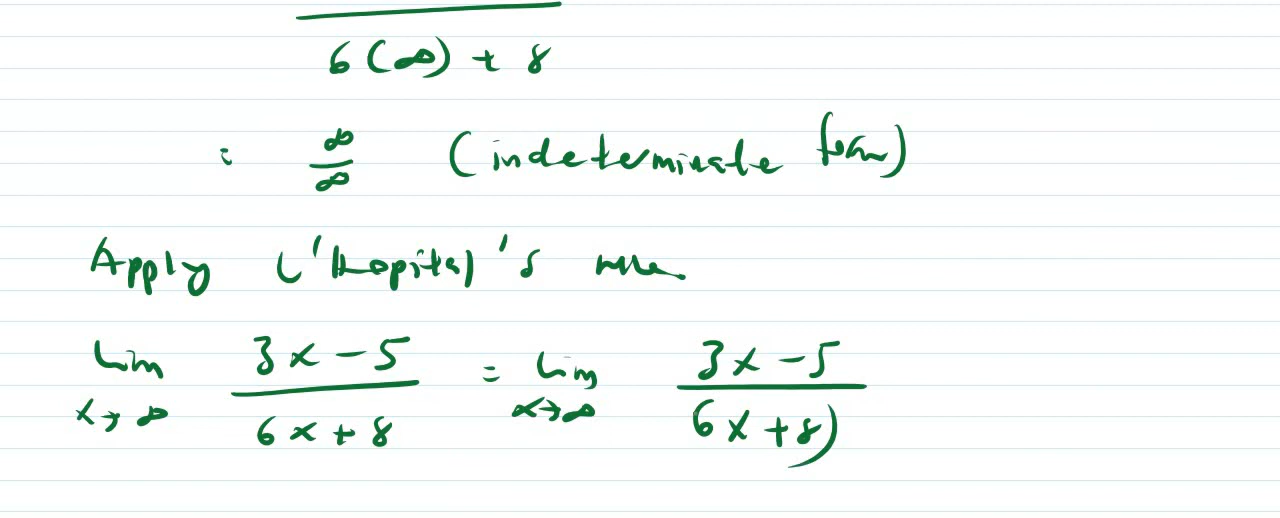 6(∞) + 8
= ∞/∞ (indeterminate form)
Apply L'Hopital's rule
lim x→∞ (3x - 5)/(6x + 8) = lim x→∞ (3x - 5)/(6x + 8)